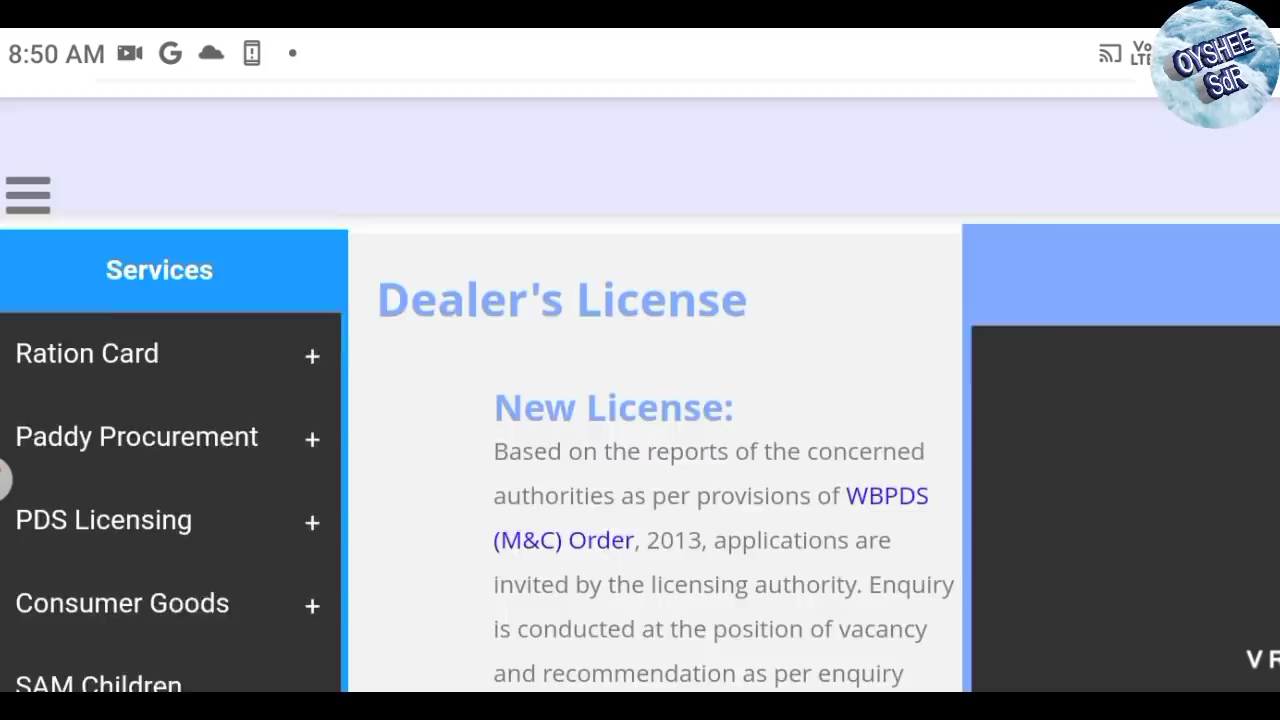 8:50 AM
Vo
LTE
OYSHEE
SdR
Services
Ration Card +
Paddy Procurement +
PDS Licensing +
Consumer Goods +
SAM Children
Dealer's License
New License:
Based on the reports of the concerned
authorities as per provisions of WBPDS
(M&C) Order, 2013, applications are
invited by the licensing authority. Enquiry
is conducted at the position of vacancy
and recommendation as per enquiry
V R